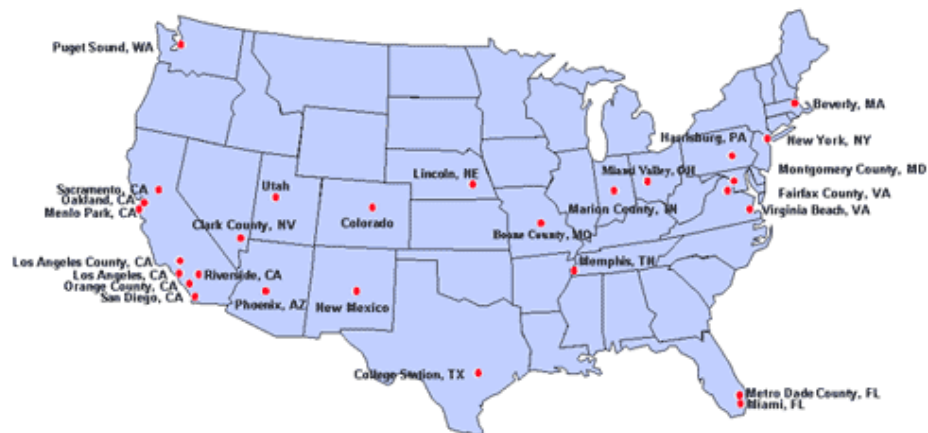 Puget Sound, WA
Beverly, MA
Harrisburg, PA
New York, NY
Miami Valley, OH
Montgomery County, MD
Lincoln, NE
Sacramento, CA
Utah
Fairfax County, VA
Oakland, CA
Menlo Park, CA
Colorado
Marion County, IN
Virginia Beach, VA
Clark County, NV
Boone County, MO
Los Angeles County, CA
Memphis, TN
Los Angeles, CA
Riverside, CA
Orange County, CA
San Diego, CA
Phoenix, AZ
New Mexico
College Station, TX
Metro Dade County, FL
Miami, FL